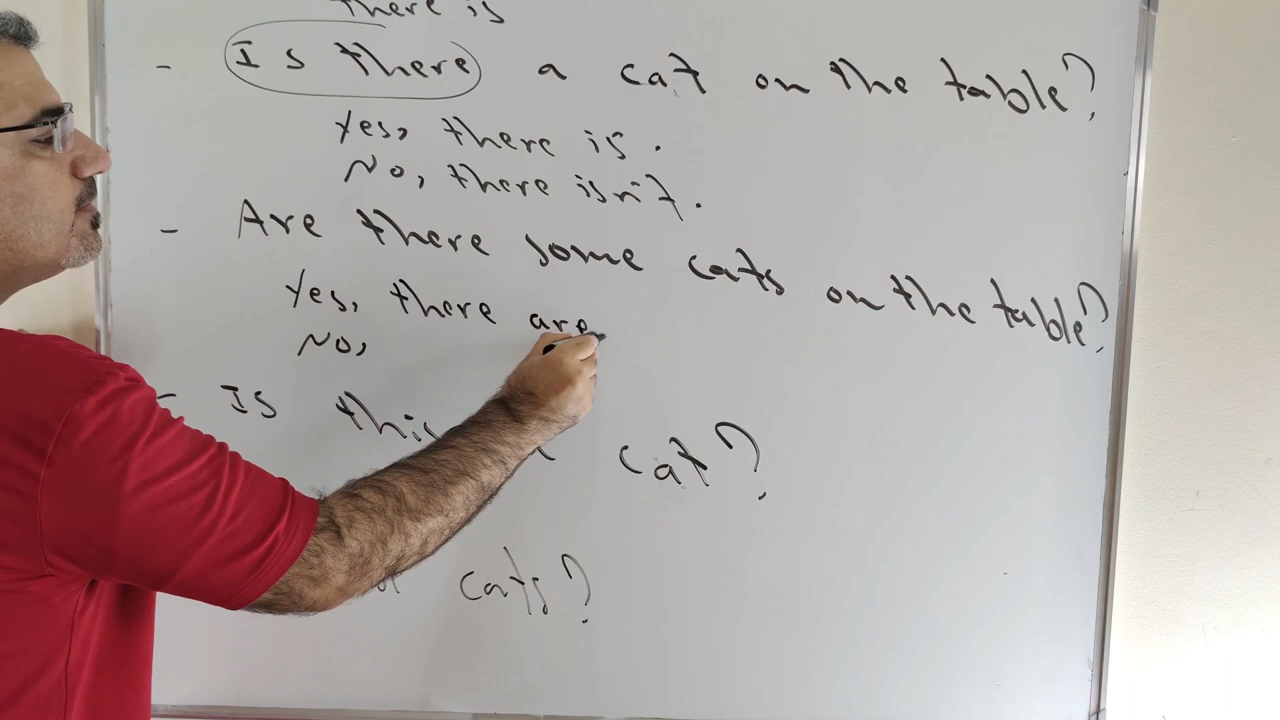 there is
- Is there a cat on the table?
Yes, there is.
No, there isn't.
- Are there some cats on the table?
Yes, there are
No,
- Is this cat?
cats?